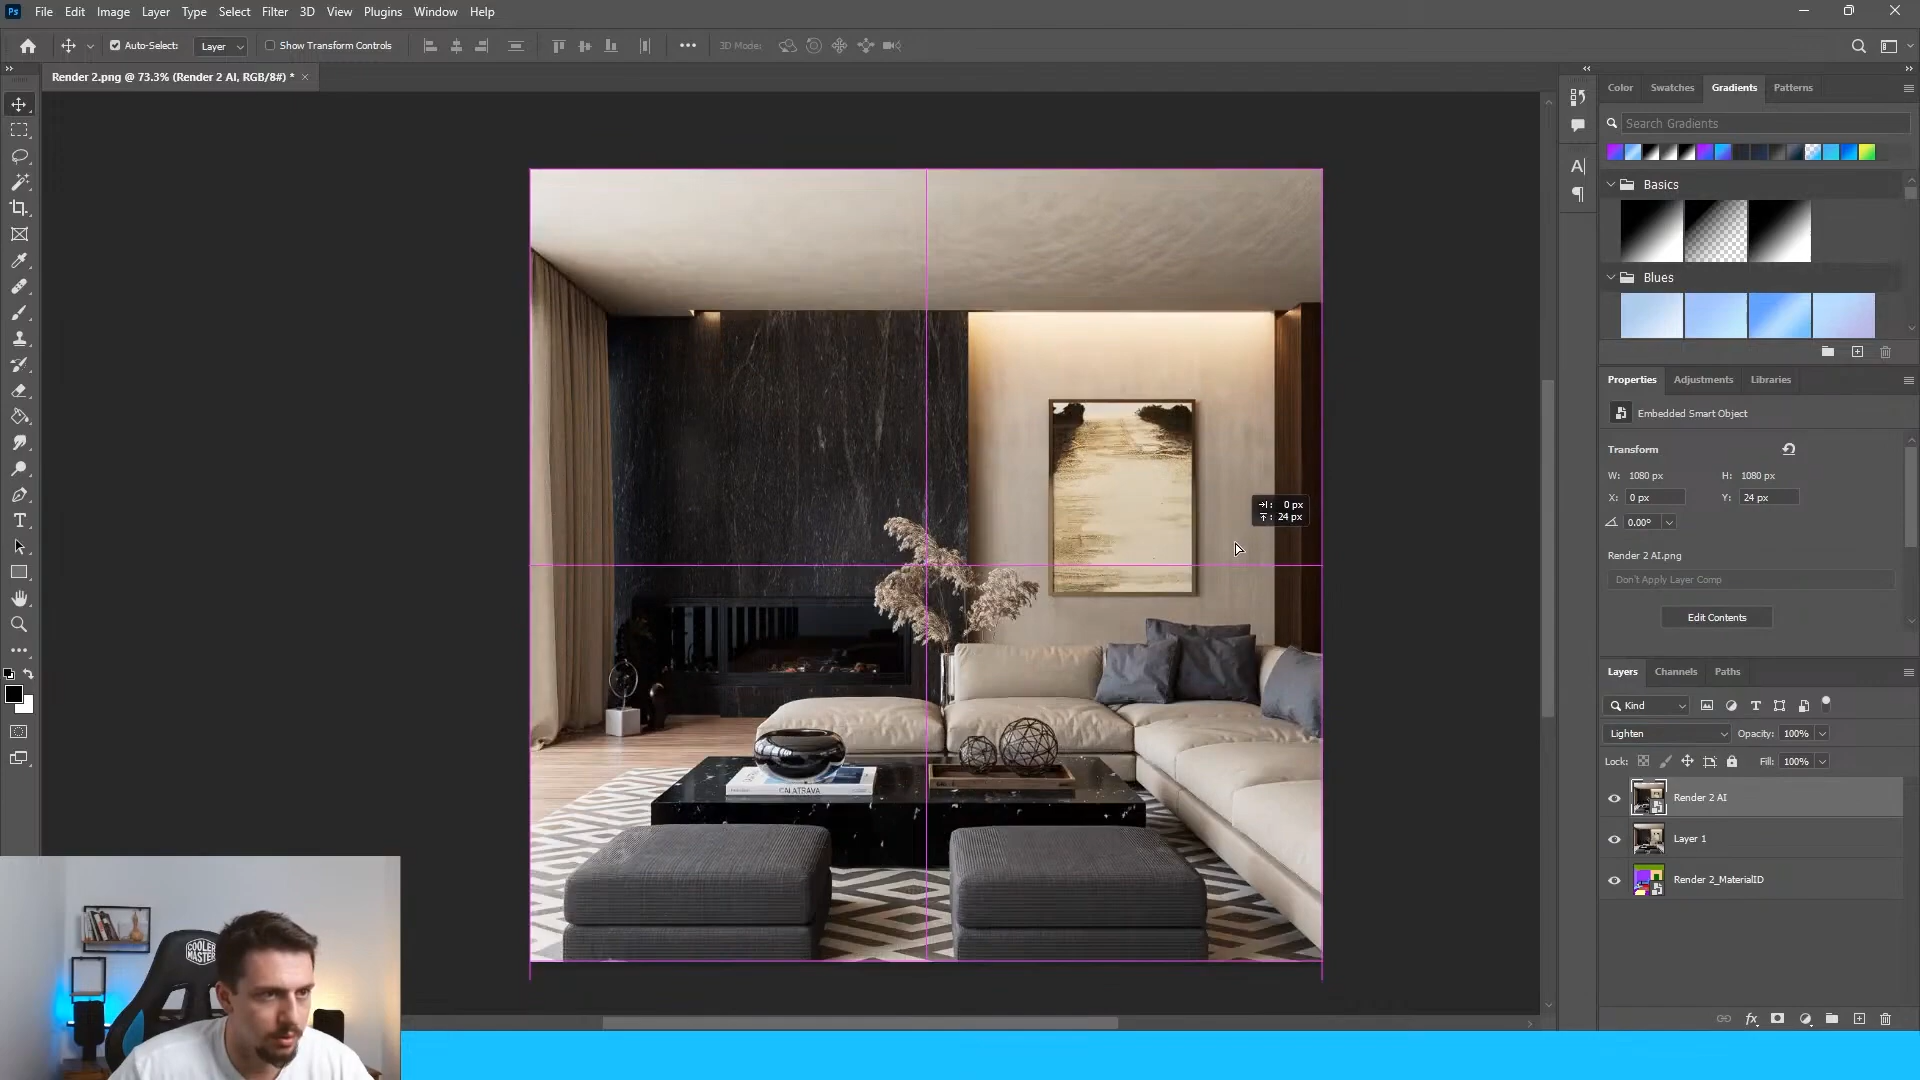 Ps File Edit Image Layer Type Select Filter 3D View Plugins Window Help
Auto-Select: Layer Show Transform Controls 3D Mode:
Render 2.png @ 73.3% (Render 2 AI, RGB/8#) *
Color Swatches Gradients Patterns
Search Gradients
Basics
Blues
Properties Adjustments Libraries
Embedded Smart Object
Transform
W: 1080 px H: 1080 px
X: 0 px Y: 24 px
0.00°
Render 2 AI.png
Don't Apply Layer Comp
Edit Contents
0 px
24 px
CALATRAVA
Layers Channels Paths
Kind
Lighten Opacity: 100%
Lock: Fill: 100%
Render 2 AI
Layer 1
Render 2_MaterialID
COOLER
MASTER